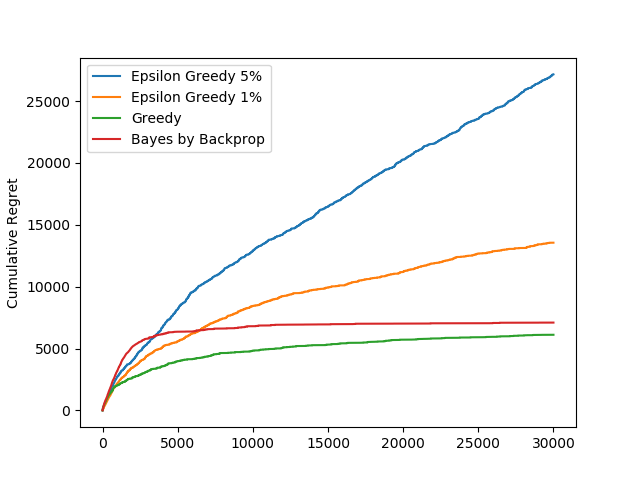 Epsilon Greedy 5%
Epsilon Greedy 1%
Greedy
Bayes by Backprop
Cumulative Regret
25000
20000
15000
10000
5000
0
0 5000 10000 15000 20000 25000 30000